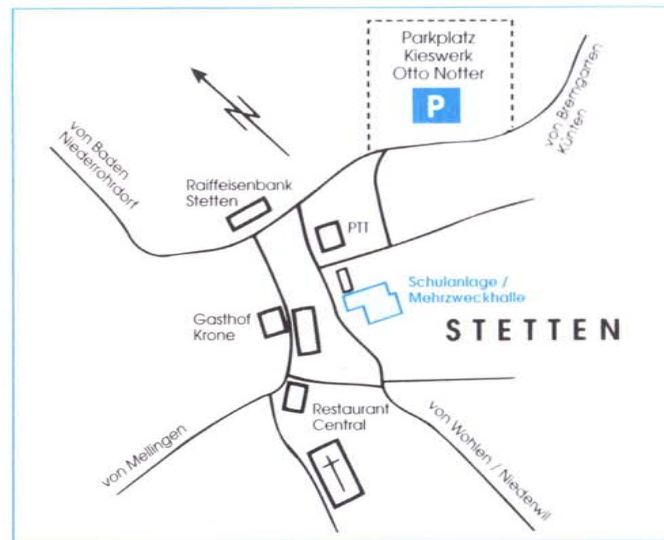 Parkplatz
Kieswerk
Otto Notter
P
N
von Bremgarten
Künten
von Baden
Niederrohrdorf
Raiffeisenbank
Stetten
PTT
Schulanlage /
Mehrzweckhalle
Gasthof
Krone
STETTEN
Restaurant
Central
von Mellingen
von Wohlen / Niederwil